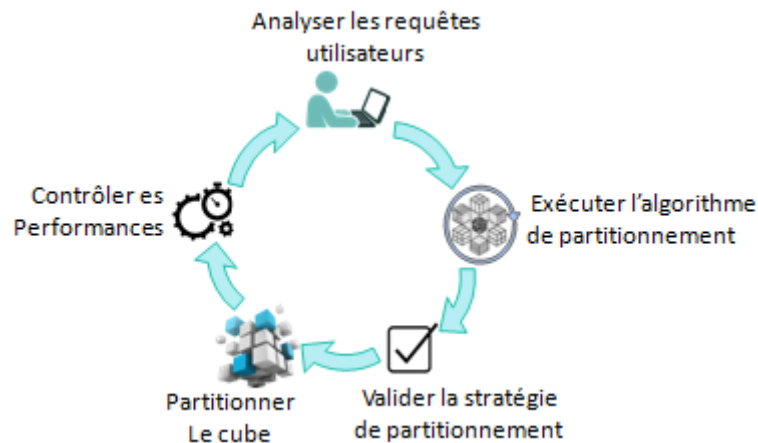 Analyser les requêtes
utilisateurs
Exécuter l'algorithme
de partitionnement
Valider la stratégie
de partitionnement
Partitionner
Le cube
Contrôler es
Performances